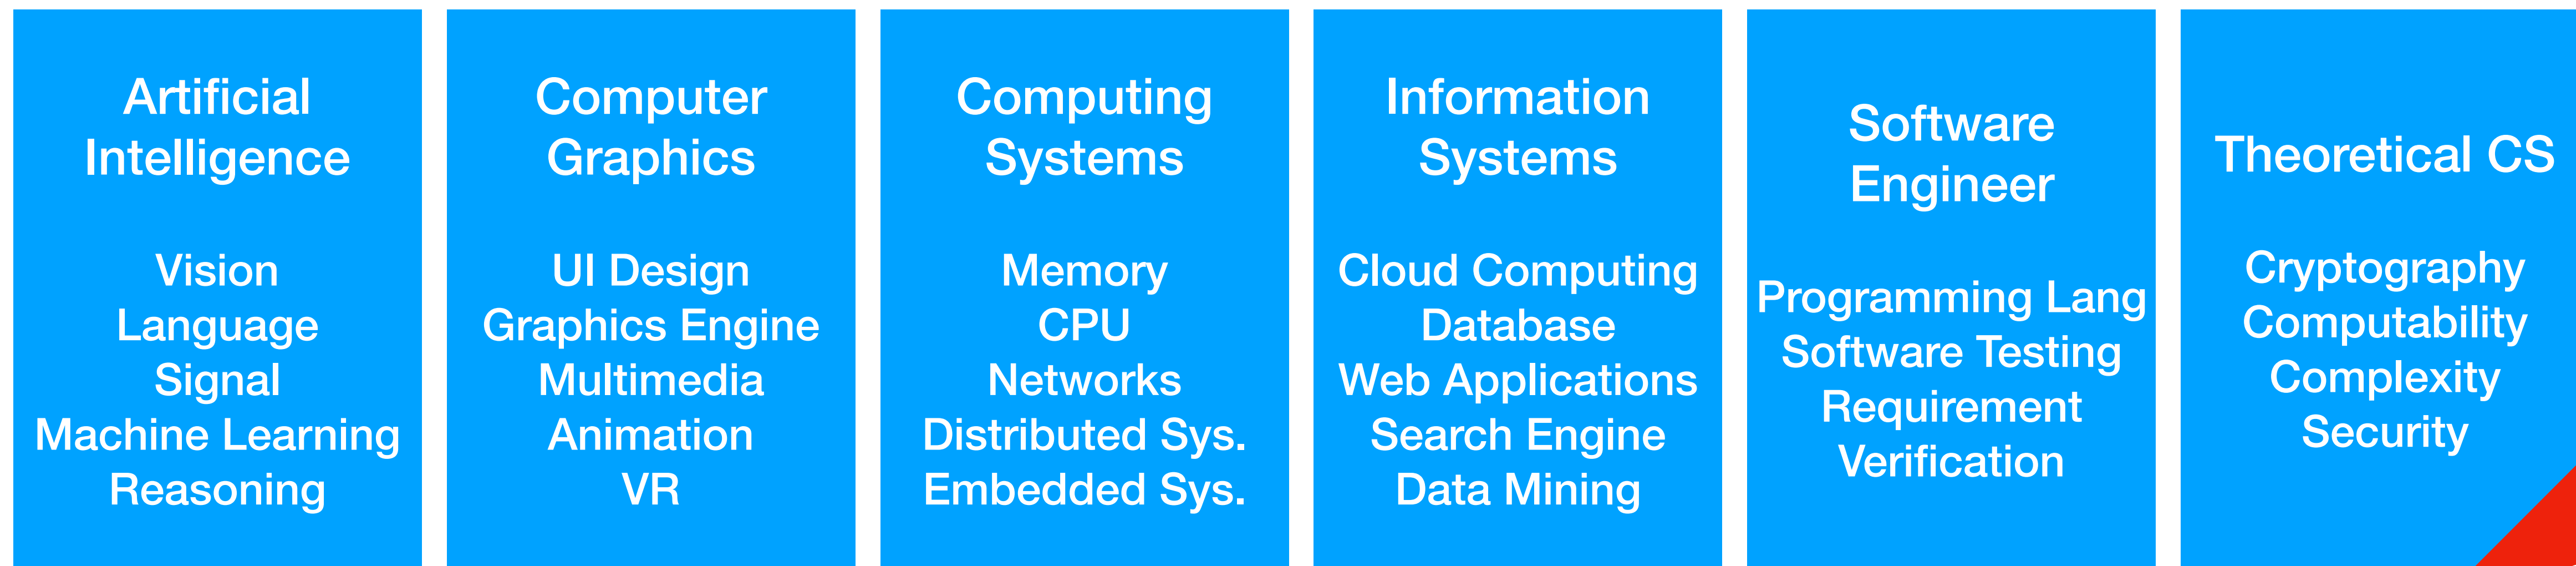 Artificial
Intelligence
Vision
Language
Signal
Machine Learning
Reasoning
Computer
Graphics
UI Design
Graphics Engine
Multimedia
Animation
VR
Computing
Systems
Memory
CPU
Networks
Distributed Sys.
Embedded Sys.
Information
Systems
Cloud Computing
Database
Web Applications
Search Engine
Data Mining
Software
Engineer
Programming Lang
Software Testing
Requirement
Verification
Theoretical CS
Cryptography
Computability
Complexity
Security